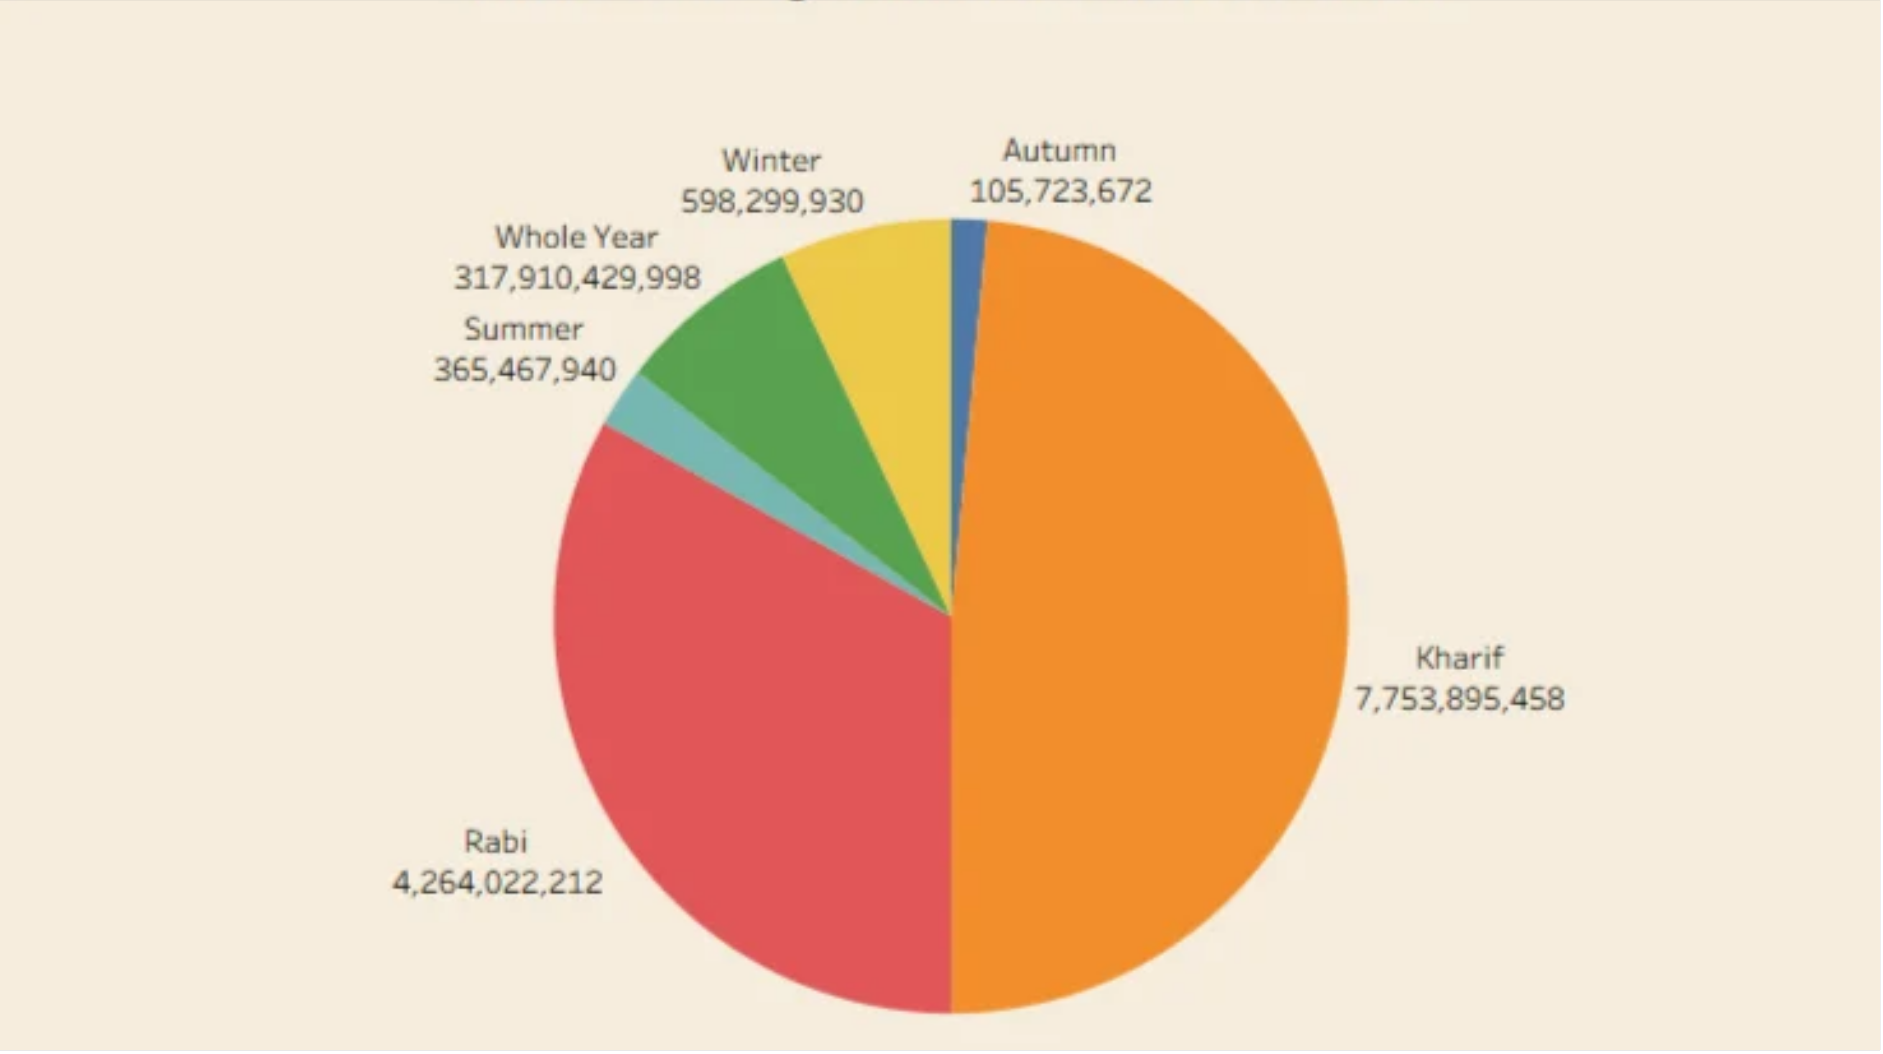 Winter
598,299,930
Autumn
105,723,672
Whole Year
317,910,429,998
Summer
365,467,940
Kharif
7,753,895,458
Rabi
4,264,022,212